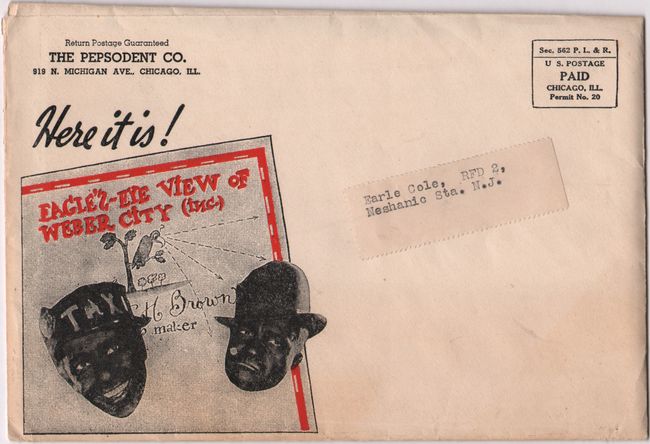 Return Postage Guaranteed
THE PEPSODENT CO.
919 N. MICHIGAN AVE., CHICAGO, ILL.
Sec. 562 P. L. & R.
U S. POSTAGE
PAID
CHICAGO, ILL.
Permit No. 20
Here it is!
Earle Cole, RFD 2,
Neshanic Sta. N.J.
EAGLE'Z-EYE VIEW OF
WEBER CITY (inc.)
Brown
maker
TAXI